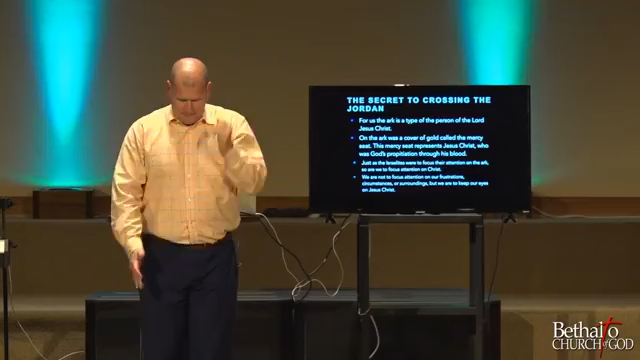 THE SECRET TO CROSSING THE
JORDAN
• For us the ark is a type of the person of the Lord
Jesus Christ.
• On the ark was a cover of gold called the mercy
seat. This mercy seat represents Jesus Christ, who
was God's propitiation through his blood.
• Just as the Israelites were to focus their attention on the ark,
so are we to focus attention on Christ.
• We are not to focus attention on our frustrations,
circumstances, or surroundings, but we are to keep our eyes
on Jesus Christ.
Bethalto
CHURCH of GOD